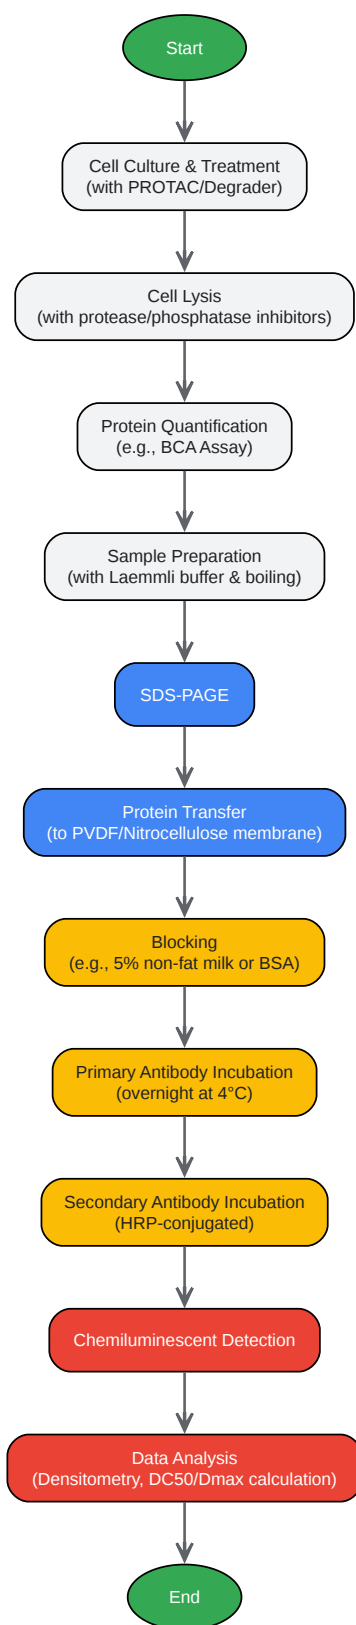 Start
Cell Culture & Treatment
(with PROTAC/Degrader)
Cell Lysis
(with protease/phosphatase inhibitors)
Protein Quantification
(e.g., BCA Assay)
Sample Preparation
(with Laemmli buffer & boiling)
SDS-PAGE
Protein Transfer
(to PVDF/Nitrocellulose membrane)
Blocking
(e.g., 5% non-fat milk or BSA)
Primary Antibody Incubation
(overnight at 4°C)
Secondary Antibody Incubation
(HRP-conjugated)
Chemiluminescent Detection
Data Analysis
(Densitometry, DC50/Dmax calculation)
End